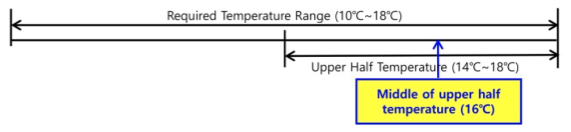 Required Temperature Range (10℃~18℃)
Upper Half Temperature (14℃~18℃)
Middle of upper half
temperature (16℃)